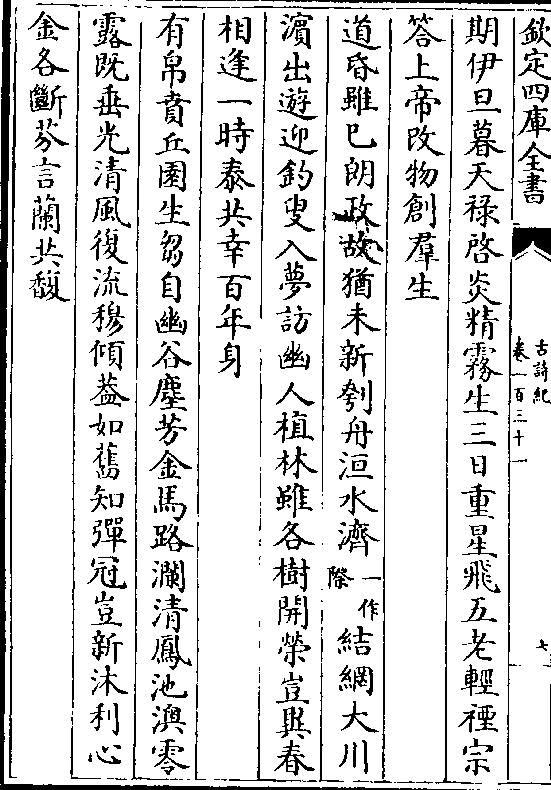 欽定四庫全書
古詩紀
卷一百三十一
七
期伊旦暮天祿啓炎精霧生三日重星飛五老輕禋宗
答上帝改物創羣生
道昏雖巳朗政故猶未新刳舟洹水濟一作際結網大川
濵出遊迎釣叟入夢訪幽人植林雖各樹開榮豈與春
相逢一時泰共幸百年身
有帛賁丘園生芻自幽谷塵芳金馬路瀾清鳳池澳零
露旣垂光清風復流穆傾葢如舊知彈冠豈新沐利心
金各斷芬言蘭共馥